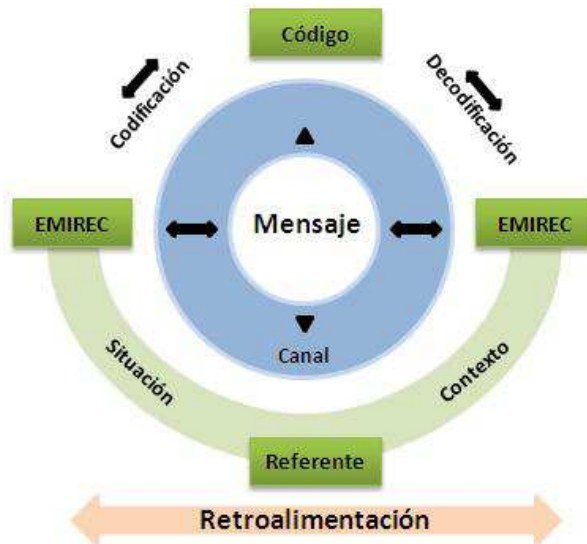 Código
Codificación
Decodificación
EMIREC
Mensaje
EMIREC
Canal
Situación
Contexto
Referente
Retroalimentación